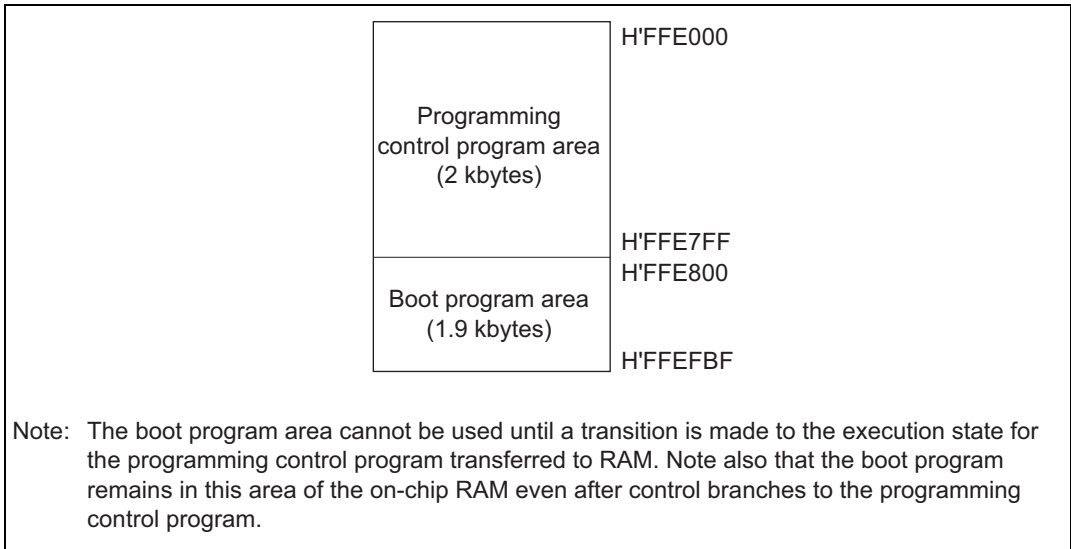 H'FFE000
Programming
control program area
(2 kbytes)
H'FFE7FF
H'FFE800
Boot program area
(1.9 kbytes)
H'FFEFBF
Note: The boot program area cannot be used until a transition is made to the execution state for
the programming control program transferred to RAM. Note also that the boot program
remains in this area of the on-chip RAM even after control branches to the programming
control program.